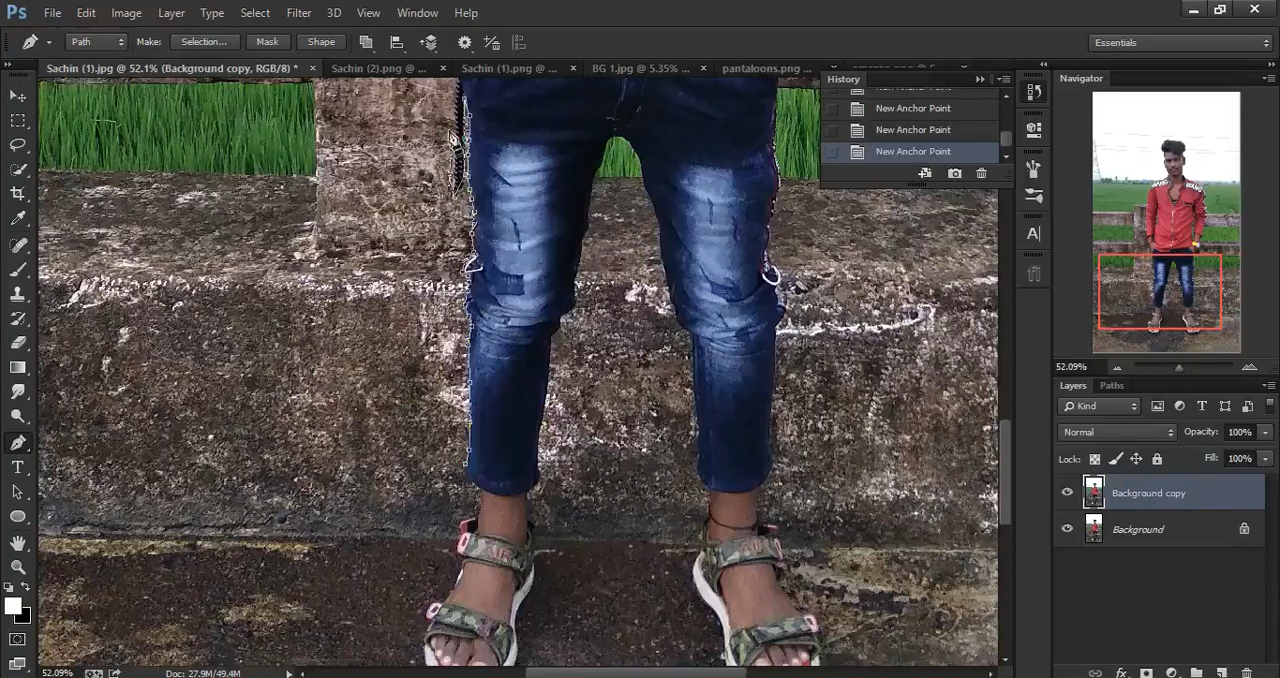 Ps File Edit Image Layer Type Select Filter 3D View Window Help
Path Make: Selection... Mask Shape Essentials
Sachin (1).jpg @ 52.1% (Background copy, RGB/8) * × Sachin (2).png @ ... × Sachin (1).png @ ... × BG 1.jpg @ 5.35% ... × pantaloons.png ...
History
New Anchor Point
New Anchor Point
New Anchor Point
Navigator
52.09%
Layers Paths
Kind
Normal Opacity: 100%
Lock: Fill: 100%
Background copy
Background
AIR
52.09% Doc: 27.9M/49.4M